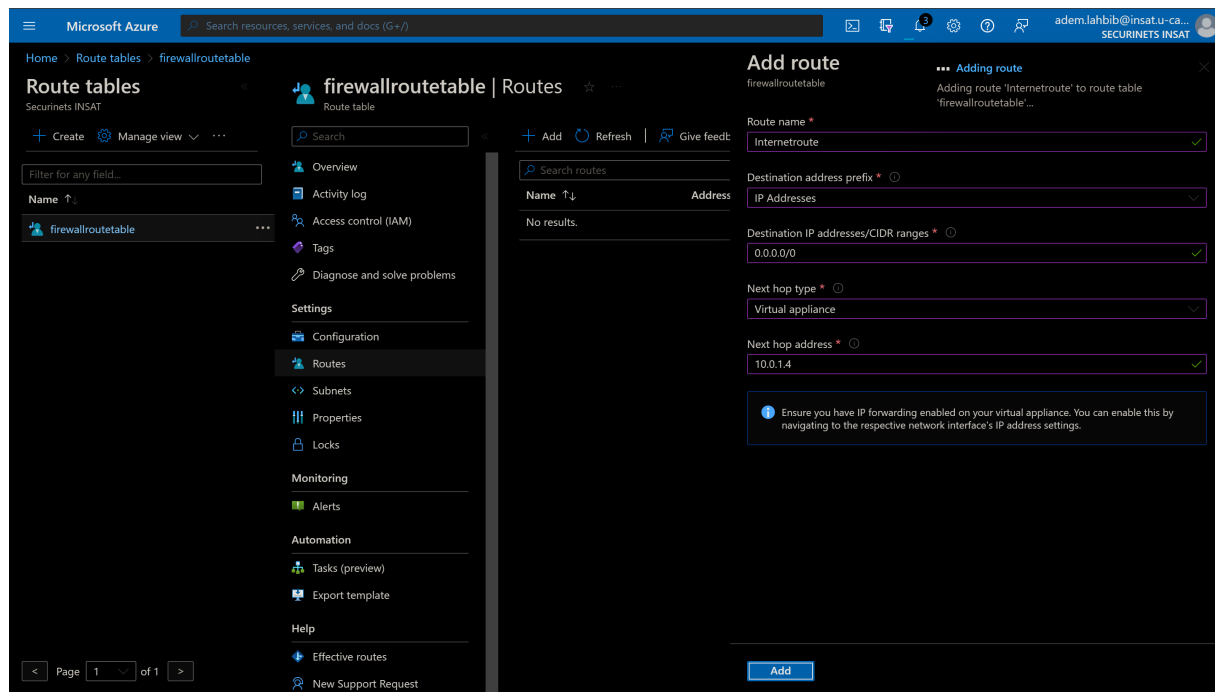 Microsoft Azure
Search resources, services, and docs (G+/)
3
adem.lahbib@insat.u-ca...
SECURINETS INSAT
Home > Route tables > firewallroutetable
Route tables
Securinets INSAT
Create
Manage view
Filter for any field...
Name
firewallroutetable
< Page 1 of 1 >
firewallroutetable | Routes
Route table
Search
Overview
Activity log
Access control (IAM)
Tags
Diagnose and solve problems
Settings
Configuration
Routes
Subnets
Properties
Locks
Monitoring
Alerts
Automation
Tasks (preview)
Export template
Help
Effective routes
New Support Request
Add
Refresh
Give feedb
Search routes
Name
Address
No results.
Add route
firewallroutetable
Adding route
Adding route 'Internetroute' to route table
'firewallroutetable'...
Route name *
Internetroute
Destination address prefix *
IP Addresses
Destination IP addresses/CIDR ranges *
0.0.0.0/0
Next hop type *
Virtual appliance
Next hop address *
10.0.1.4
Ensure you have IP forwarding enabled on your virtual appliance. You can enable this by
navigating to the respective network interface's IP address settings.
Add